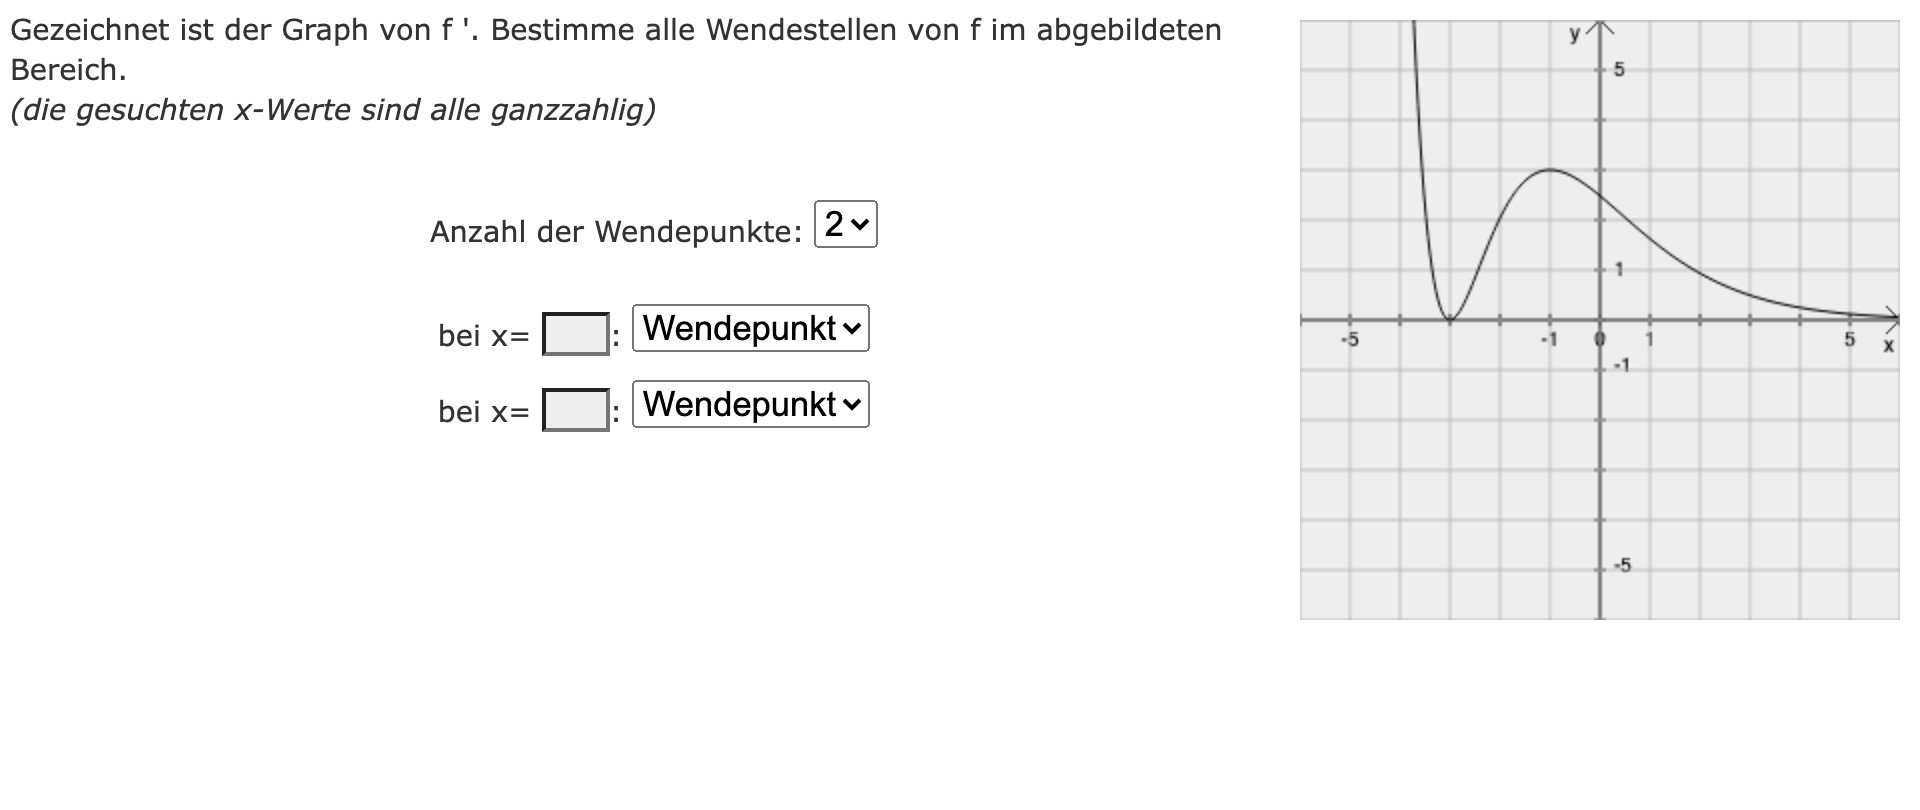 Gezeichnet ist der Graph von f '. Bestimme alle Wendestellen von f im abgebildeten
Bereich.
(die gesuchten x-Werte sind alle ganzzahlig)
Anzahl der Wendepunkte: 2
bei x= : Wendepunkt
bei x= : Wendepunkt
y
5
1
-5 -1 0 1 5 x
-1
-5